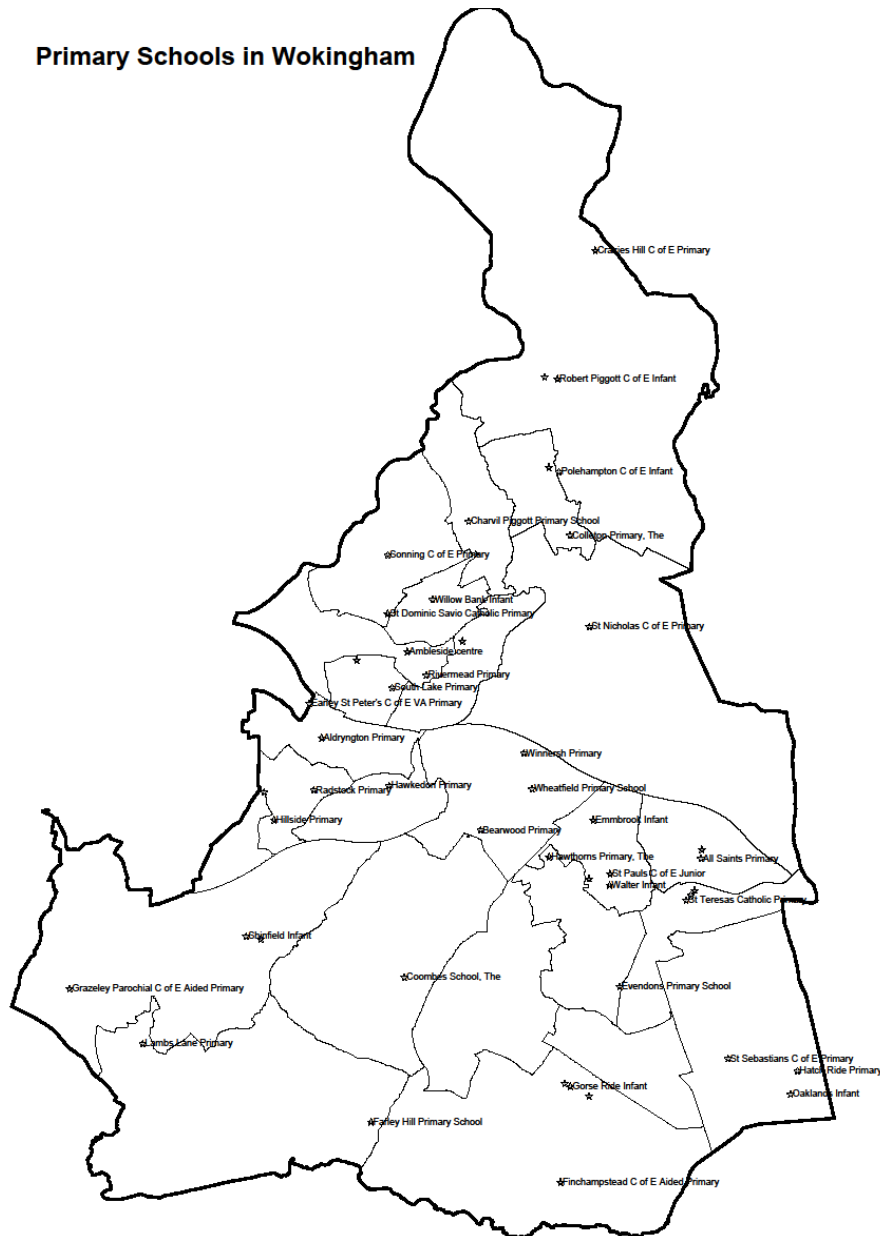 Primary Schools in Wokingham
Crazies Hill C of E Primary
Robert Piggott C of E Infant
Polehampton C of E Infant
Charvil Piggott Primary School
Colleton Primary, The
Sonning C of E Primary
Willow Bank Infant
St Dominic Savio Catholic Primary
St Nicholas C of E Primary
Ambleside centre
Rivermead Primary
South Lake Primary
Earley St Peter's C of E VA Primary
Aldryngton Primary
Winnersh Primary
Hawkedon Primary
Radstock Primary
Wheatfield Primary School
Hillside Primary
Emmbrook Infant
Bearwood Primary
Hawthorns Primary, The
All Saints Primary
St Pauls C of E Junior
Walter Infant
St Teresas Catholic Primary
Shinfield Infant
Coombes School, The
Grazeley Parochial C of E Aided Primary
Evendons Primary School
Lambs Lane Primary
St Sebastians C of E Primary
Hatch Ride Primary
Gorse Ride Infant
Oaklands Infant
Farley Hill Primary School
Finchampstead C of E Aided Primary